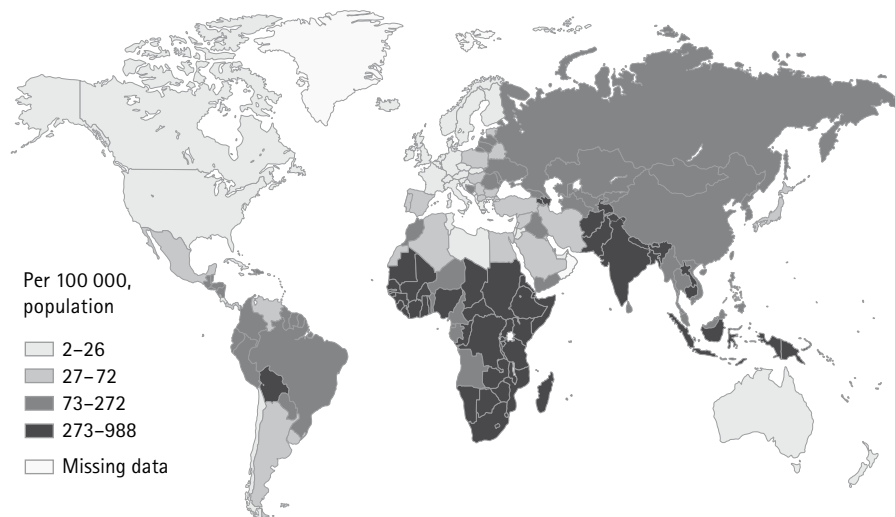 Per 100 000,
population
2–26
27–72
73–272
273–988
Missing data